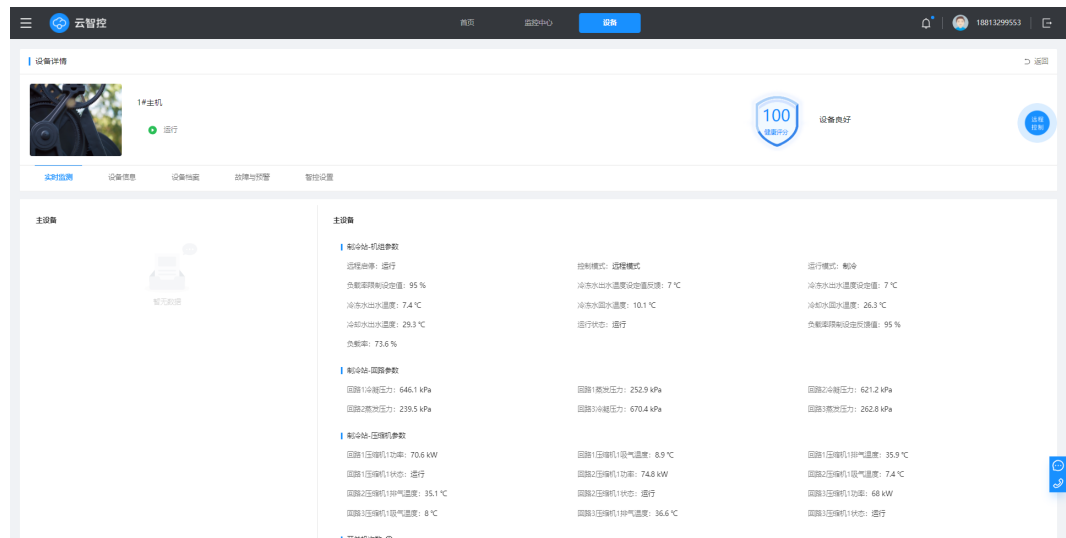 云智控 首页 监控中心 设备 18813299553
设备详情 返回
1#主机
运行
100
健康评分
设备良好
远程
控制
实时监测 设备信息 设备档案 故障与预警 智控设置
主设备
暂无数据
主设备
制冷站-机组参数
远程启停：运行 控制模式：远程模式 运行模式：制冷
负载率限制设定值：95 % 冷冻水出水温度设定值反馈：7 ℃ 冷冻水出水温度设定值：7 ℃
冷冻水出水温度：7.4 ℃ 冷冻水回水温度：10.1 ℃ 冷却水回水温度：26.3 ℃
冷却水出水温度：29.3 ℃ 运行状态：运行 负载率限制设定反馈值：95 %
负载率：73.6 %
制冷站-回路参数
回路1冷凝压力：646.1 kPa 回路1蒸发压力：252.9 kPa 回路2冷凝压力：621.2 kPa
回路2蒸发压力：239.5 kPa 回路3冷凝压力：670.4 kPa 回路3蒸发压力：262.8 kPa
制冷站-压缩机参数
回路1压缩机1功率：70.6 kW 回路1压缩机1吸气温度：8.9 ℃ 回路1压缩机1排气温度：35.9 ℃
回路1压缩机1状态：运行 回路2压缩机1功率：74.8 kW 回路2压缩机1吸气温度：7.4 ℃
回路2压缩机1排气温度：35.1 ℃ 回路2压缩机1状态：运行 回路3压缩机1功率：68 kW
回路3压缩机1吸气温度：8 ℃ 回路3压缩机1排气温度：36.6 ℃ 回路3压缩机1状态：运行